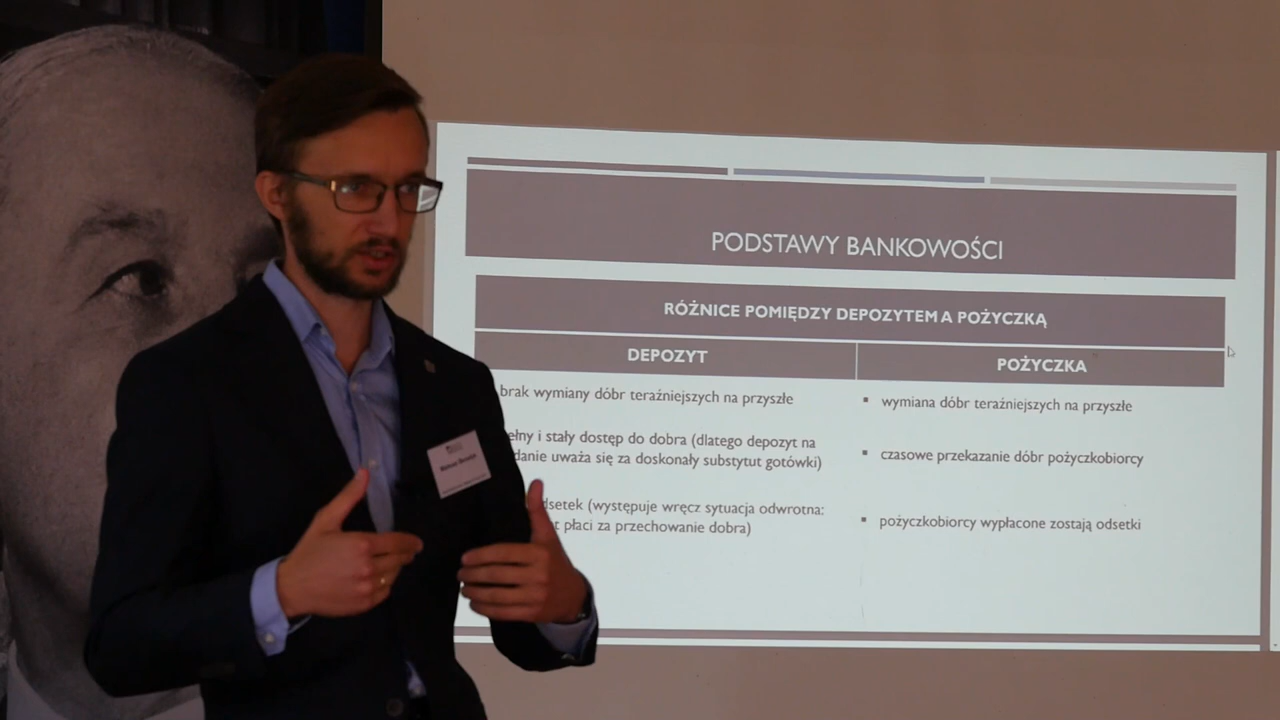 PODSTAWY BANKOWOŚCI
RÓŻNICE POMIĘDZY DEPOZYTEM A POŻYCZKĄ
DEPOZYT
POŻYCZKA
brak wymiany dóbr teraźniejszych na przyszłe
i stały dostęp do dobra (dlatego depozyt na
uważa się za doskonały substytut gotówki)
(występuje wręcz sytuacja odwrotna:
płaci za przechowanie dobra)
wymiana dóbr teraźniejszych na przyszłe
czasowe przekazanie dóbr pożyczkobiorcy
pożyczkobiorcy wypłacone zostają odsetki